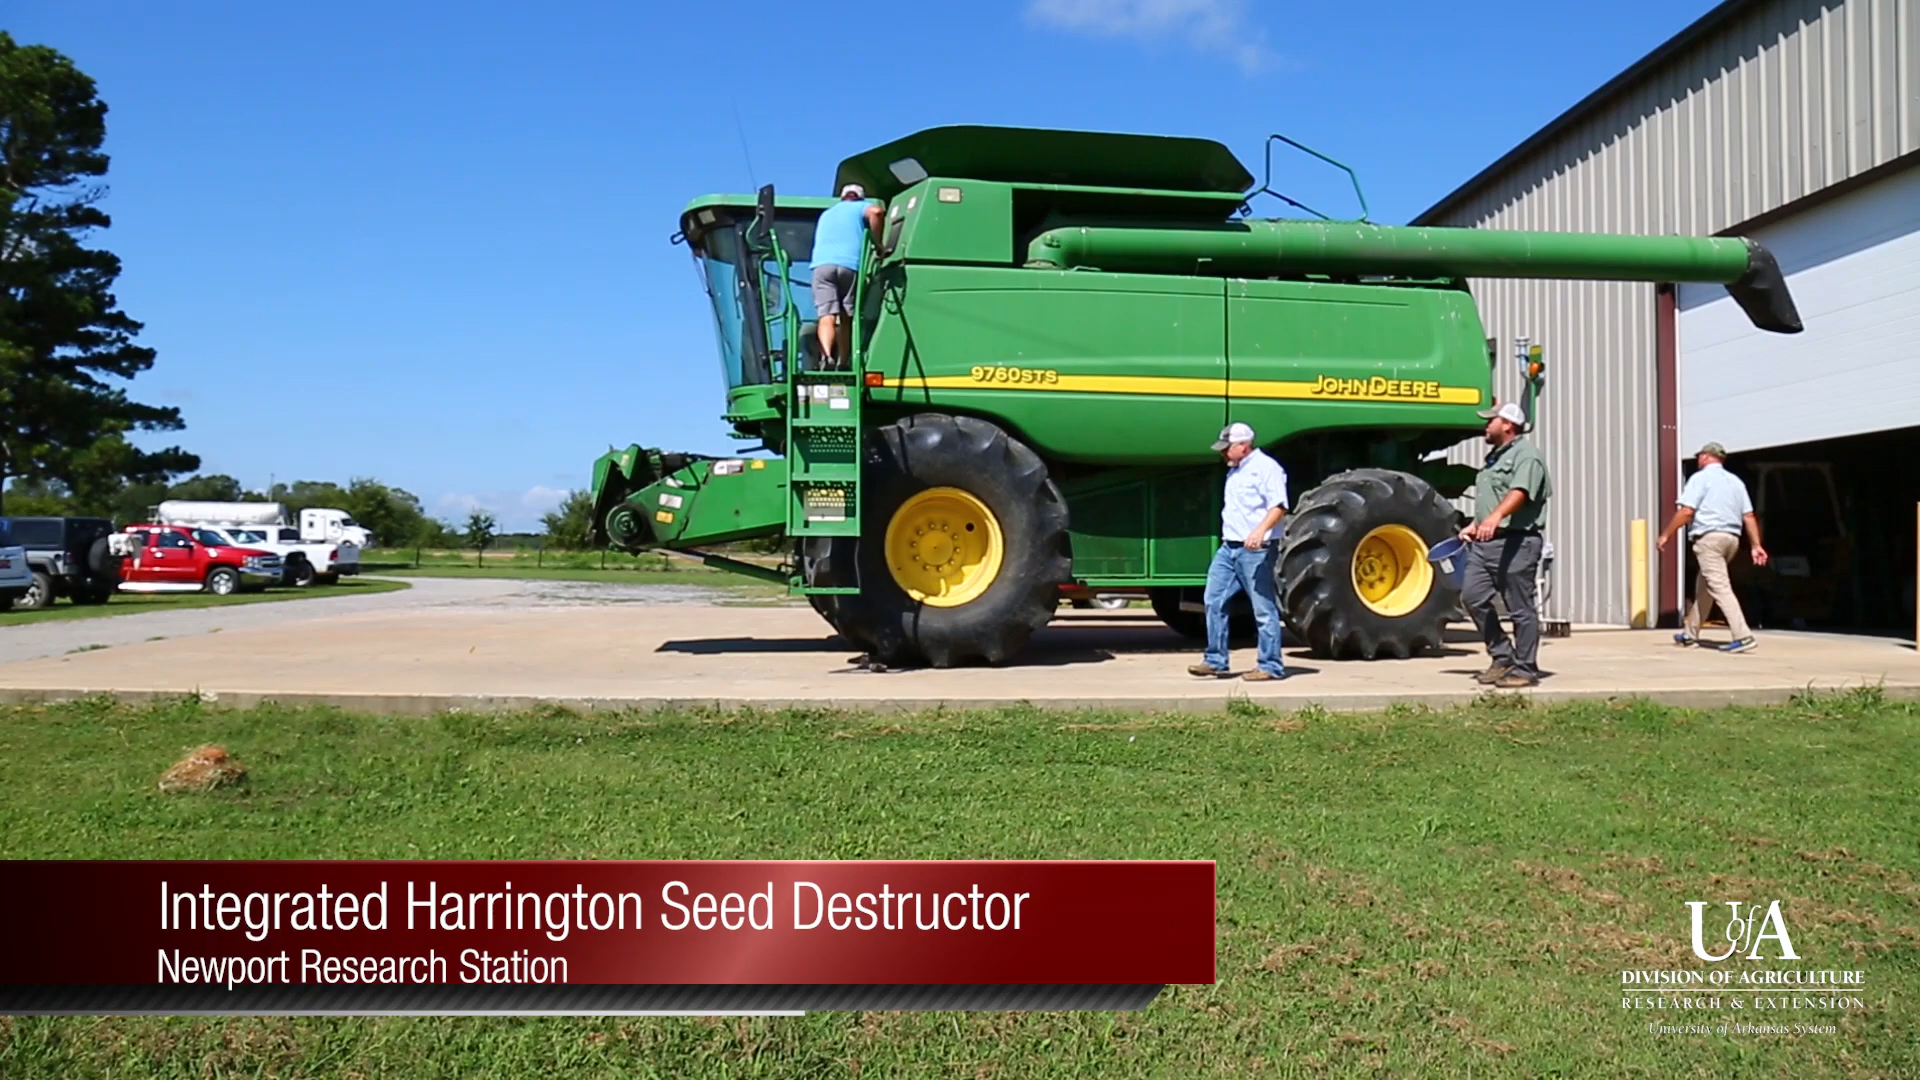 9760STS
JOHN DEERE
Integrated Harrington Seed Destructor
Newport Research Station
U of A
DIVISION OF AGRICULTURE
RESEARCH & EXTENSION
University of Arkansas System